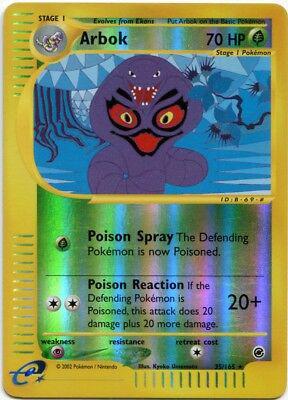 STAGE 1
Evolves from Ekans
Put Arbok on the Basic Pokémon
Arbok
70 HP
Stage 1 Pokémon
ID:B-69-#
Poison Spray The Defending
Pokémon is now Poisoned.
Poison Reaction If the
Defending Pokémon is
Poisoned, this attack does 20
damage plus 20 more damage.
20+
weakness
resistance
retreat cost
e
©2002 Pokémon / Nintendo
Illus. Kyoko Umemoto
35/165 ★